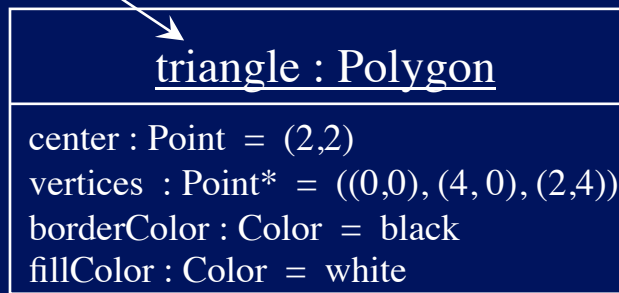 triangle : Polygon
center : Point = (2,2)
vertices : Point* = ((0,0), (4, 0), (2,4))
borderColor : Color = black
fillColor : Color = white